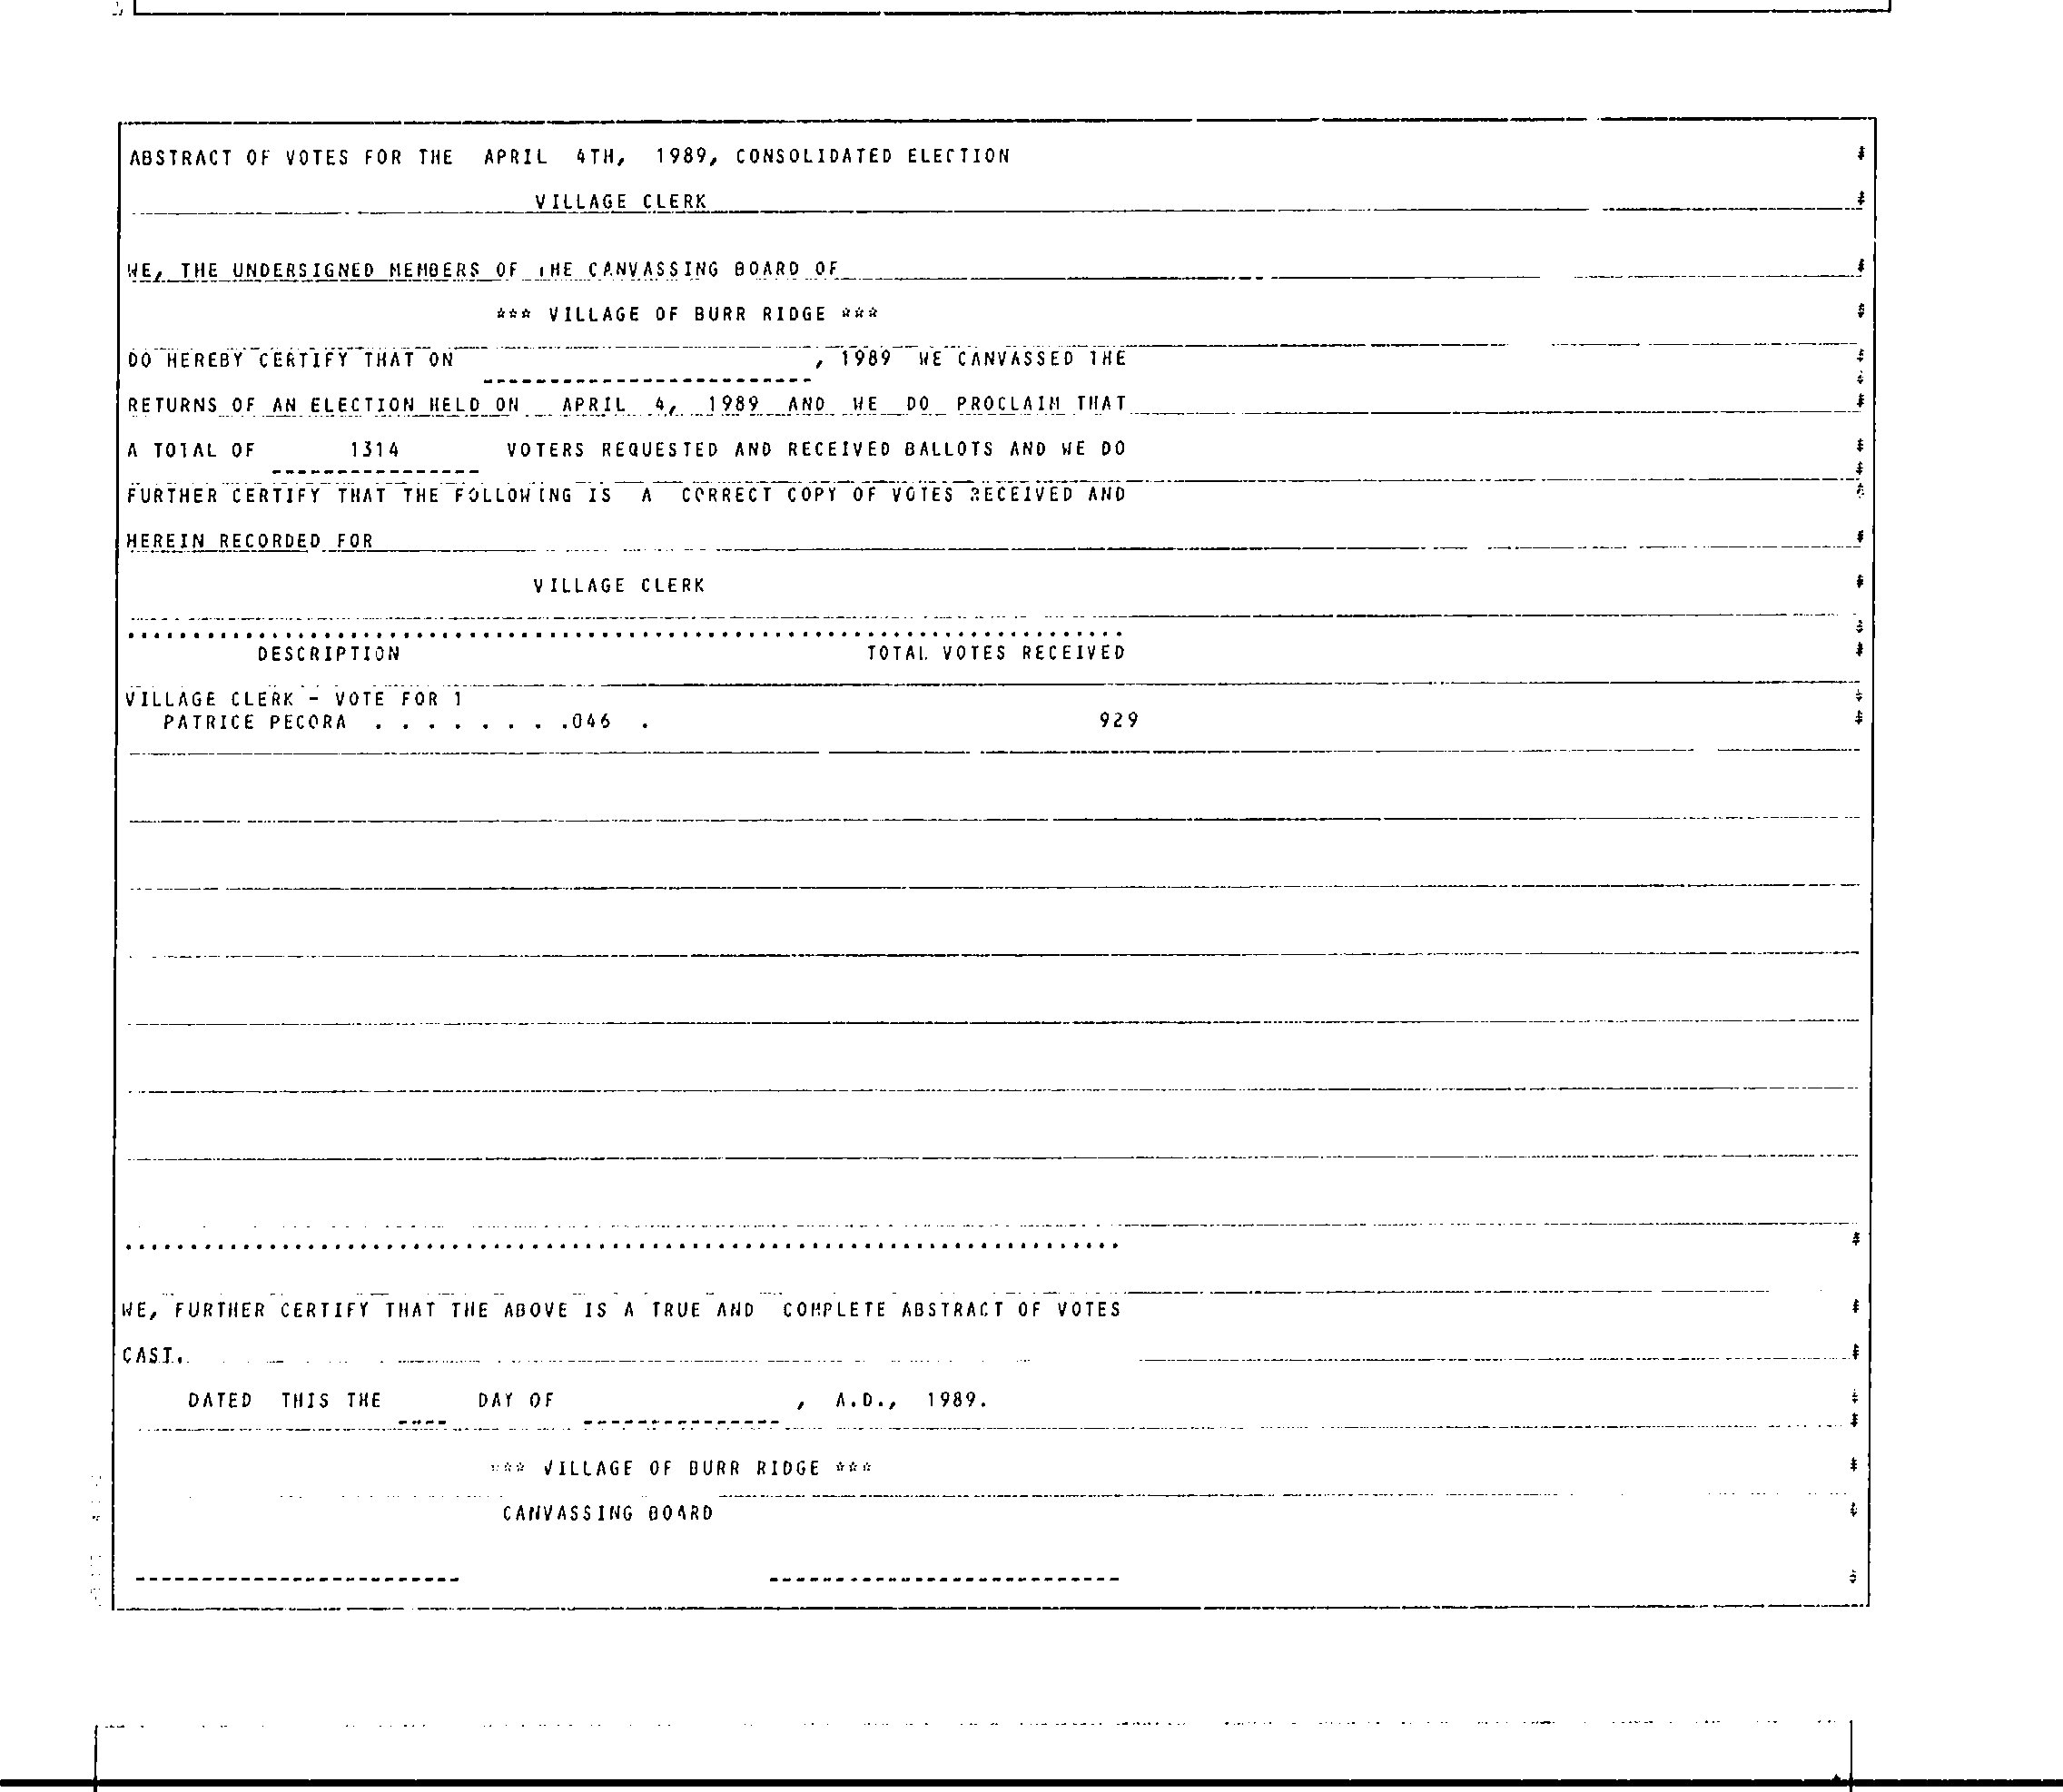 ABSTRACT OF VOTES FOR THE APRIL 4TH, 1989, CONSOLIDATED ELECTION
VILLAGE CLERK
WE, THE UNDERSIGNED MEMBERS OF THE CANVASSING BOARD OF
*** VILLAGE OF BURR RIDGE ***
DO HEREBY CERTIFY THAT ON , 1989 WE CANVASSED THE
RETURNS OF AN ELECTION HELD ON APRIL 4, 1989 AND WE DO PROCLAIM THAT
A TOTAL OF 1314 VOTERS REQUESTED AND RECEIVED BALLOTS AND WE DO
FURTHER CERTIFY THAT THE FOLLOWING IS A CORRECT COPY OF VOTES RECEIVED AND
HEREIN RECORDED FOR
VILLAGE CLERK
DESCRIPTION TOTAL VOTES RECEIVED
VILLAGE CLERK - VOTE FOR 1
PATRICE PECORA . . . . . . . .046 . 929
WE, FURTHER CERTIFY THAT THE ABOVE IS A TRUE AND COMPLETE ABSTRACT OF VOTES
CAST.
DATED THIS THE ---- DAY OF --------------- , A.D., 1989.
*** VILLAGE OF BURR RIDGE ***
CANVASSING BOARD